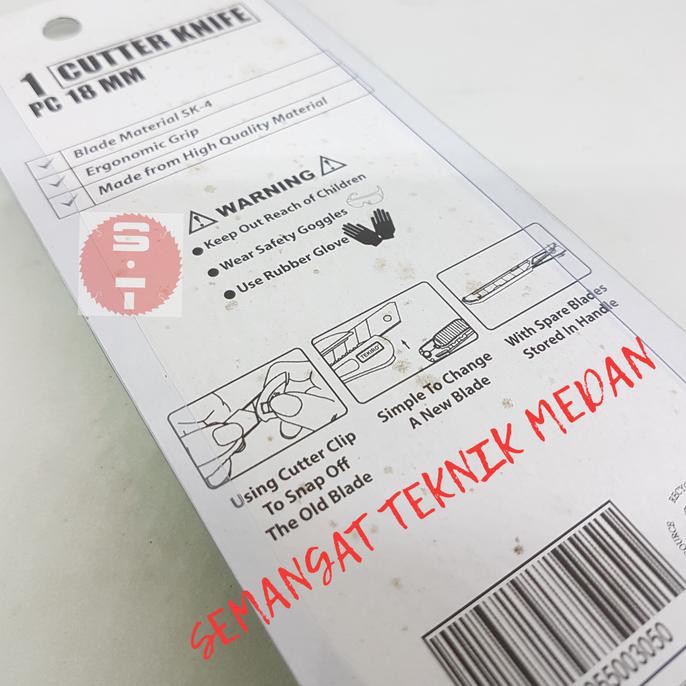 1 CUTTER KNIFE
PC 18 MM
Blade Material SK-4
Ergonomic Grip
Made from High Quality Material
WARNING
Keep Out Reach of Children
Wear Safety Goggles
Use Rubber Glove
TEKIRO
Using Cutter Clip
To Snap Off
The Old Blade
Simple To Change
A New Blade
With Spare Blades
Stored In Handle
S.T
SEMANGAT TEKNIK MEDAN
55003050